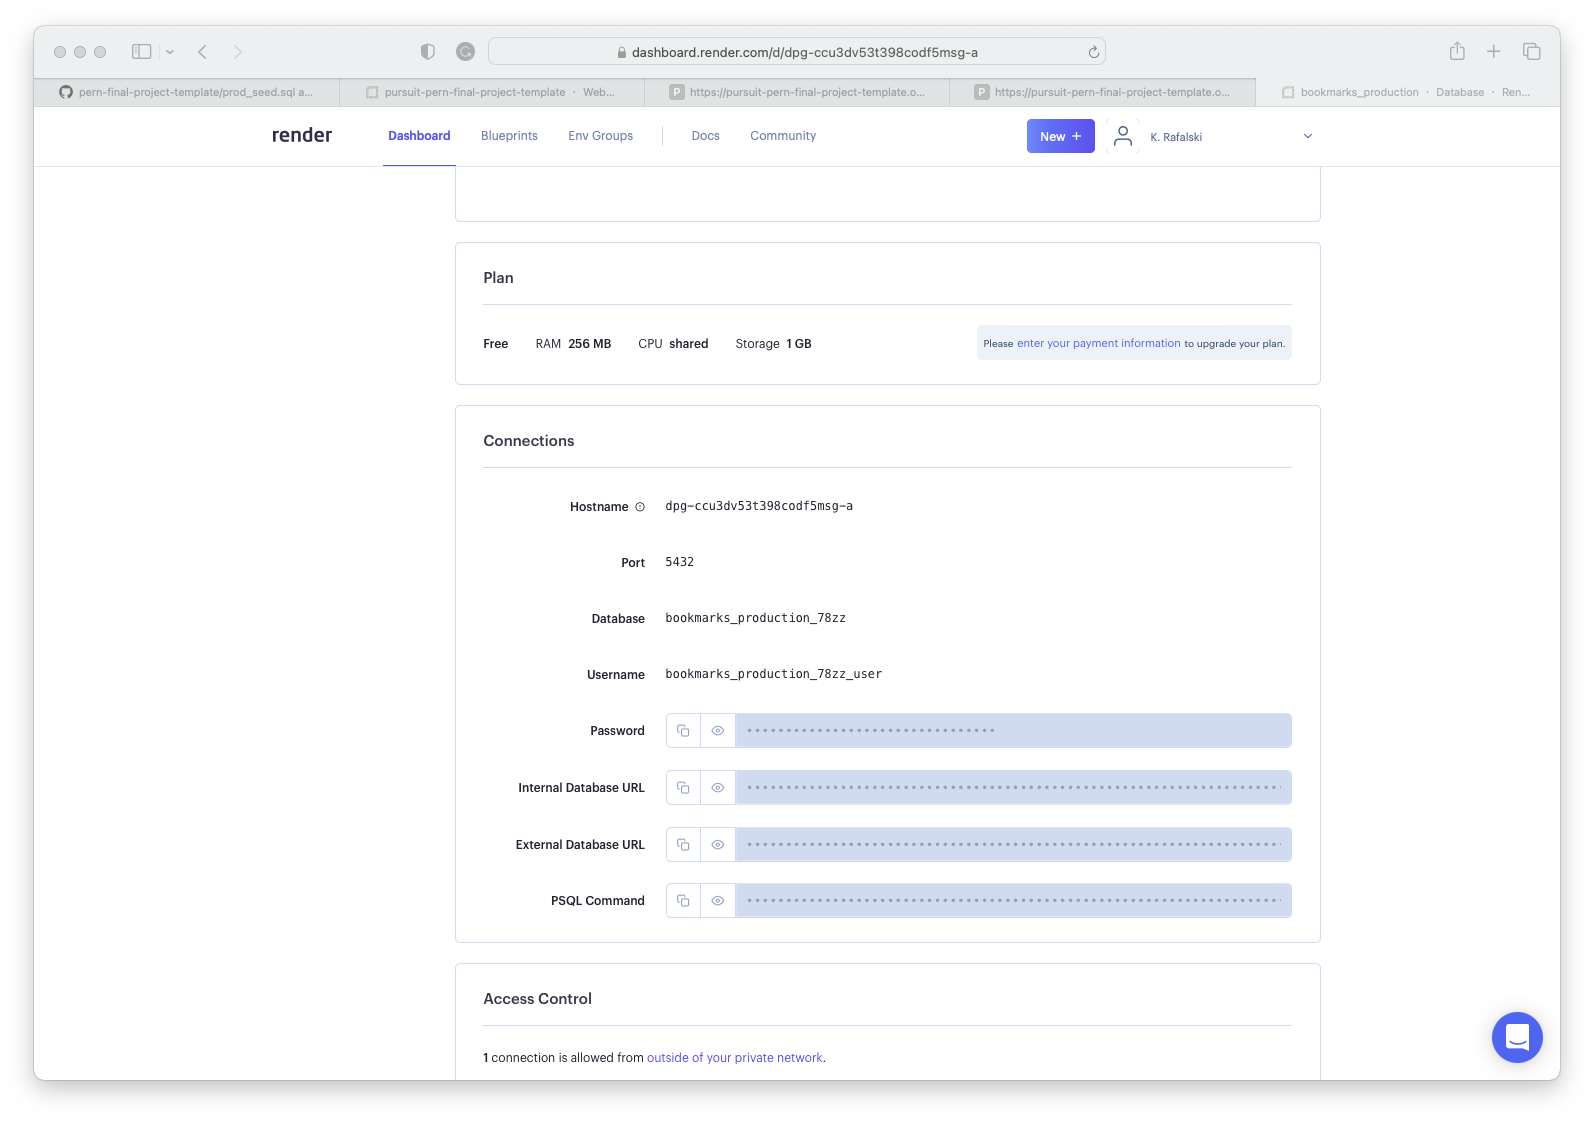 dashboard.render.com/d/dpg-ccu3dv53t398codf5msg-a
pern-final-project-template/prod_seed.sql a...
pursuit-pern-final-project-template · Web...
P https://pursuit-pern-final-project-template.o...
P https://pursuit-pern-final-project-template.o...
bookmarks_production · Database · Ren...
render
Dashboard
Blueprints
Env Groups
Docs
Community
New +
K. Rafalski
Plan
Free RAM 256 MB CPU shared Storage 1 GB
Please enter your payment information to upgrade your plan.
Connections
Hostname dpg-ccu3dv53t398codf5msg-a
Port 5432
Database bookmarks_production_78zz
Username bookmarks_production_78zz_user
Password
Internal Database URL
External Database URL
PSQL Command
Access Control
1 connection is allowed from outside of your private network.